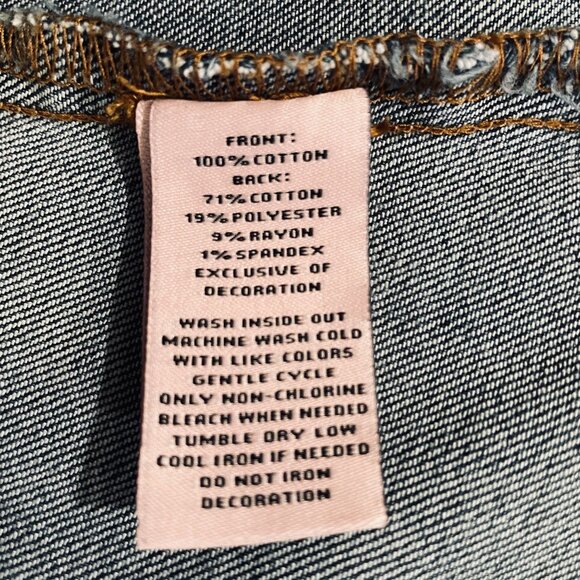 FRONT:
100% COTTON
BACK:
71% COTTON
19% POLYESTER
9% RAYON
1% SPANDEX
EXCLUSIVE OF
DECORATION
WASH INSIDE OUT
MACHINE WASH COLD
WITH LIKE COLORS
GENTLE CYCLE
ONLY NON-CHLORINE
BLEACH WHEN NEEDED
TUMBLE DRY LOW
COOL IRON IF NEEDED
DO NOT IRON
DECORATION